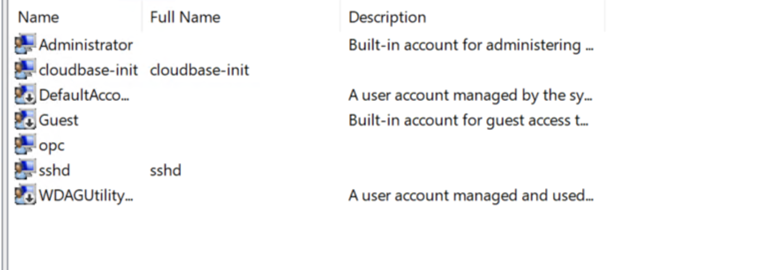 Name Full Name Description
Administrator Built-in account for administering ...
cloudbase-init cloudbase-init
DefaultAcco... A user account managed by the sy...
Guest Built-in account for guest access t...
opc
sshd sshd
WDAGUtility... A user account managed and used...